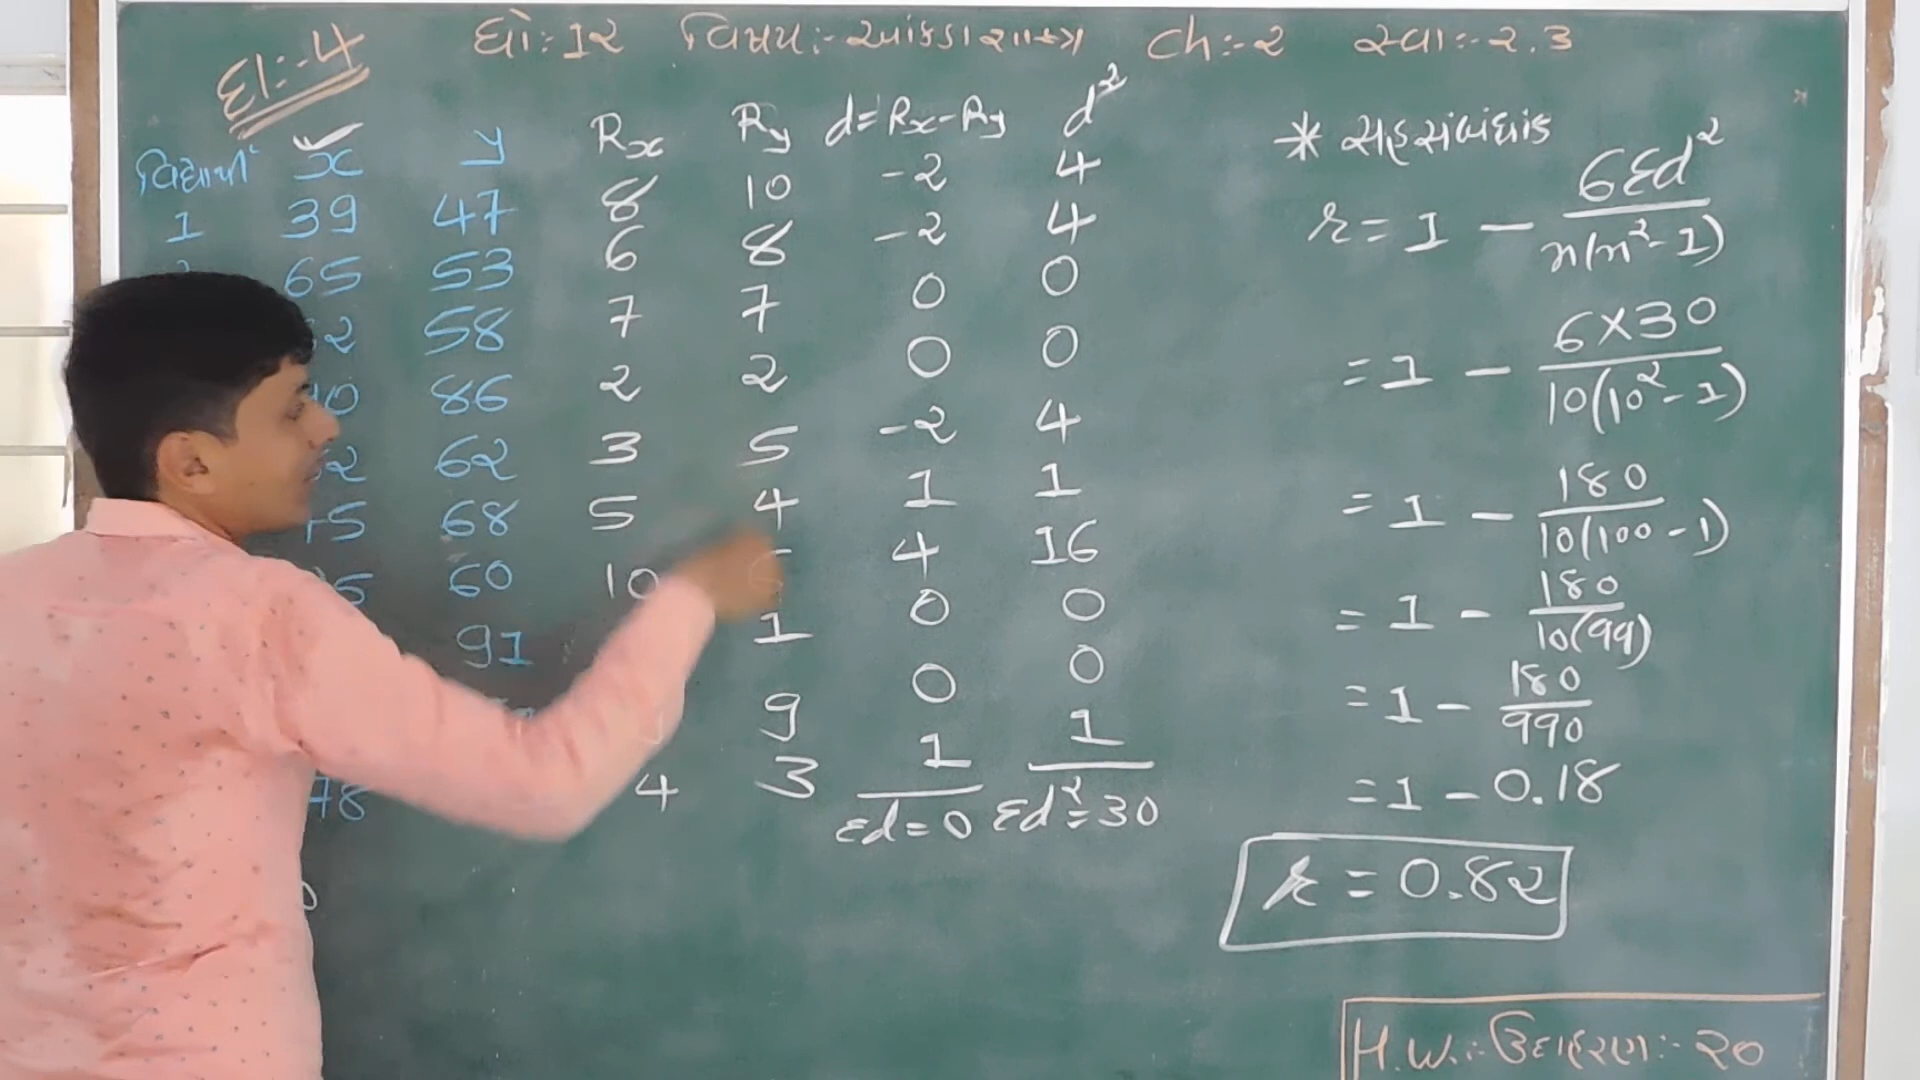 દા:-4 ધો:-12 વિષય:-આંકડાશાસ્ત્ર Ch:-2 સ્વા:-2.3
વિદ્યાર્થી x y Rx Ry d=Rx-Ry d²
1 39 47 8 10 -2 4
65 53 6 8 -2 4
58 7 7 0 0
86 2 2 0 0
62 3 5 -2 4
68 5 4 1 1
60 10 4 16
91 1 0 0
9 0 0
78 4 3 1 1
Σd=0 Σd²=30
* સહસંબંધાંક
r = 1 - 6Σd² / n(n²-1)
= 1 - 6×30 / 10(10²-1)
= 1 - 180 / 10(100-1)
= 1 - 180 / 10(99)
= 1 - 180 / 990
= 1 - 0.18
r = 0.82
H.W.:- ઉદાહરણ:- 20